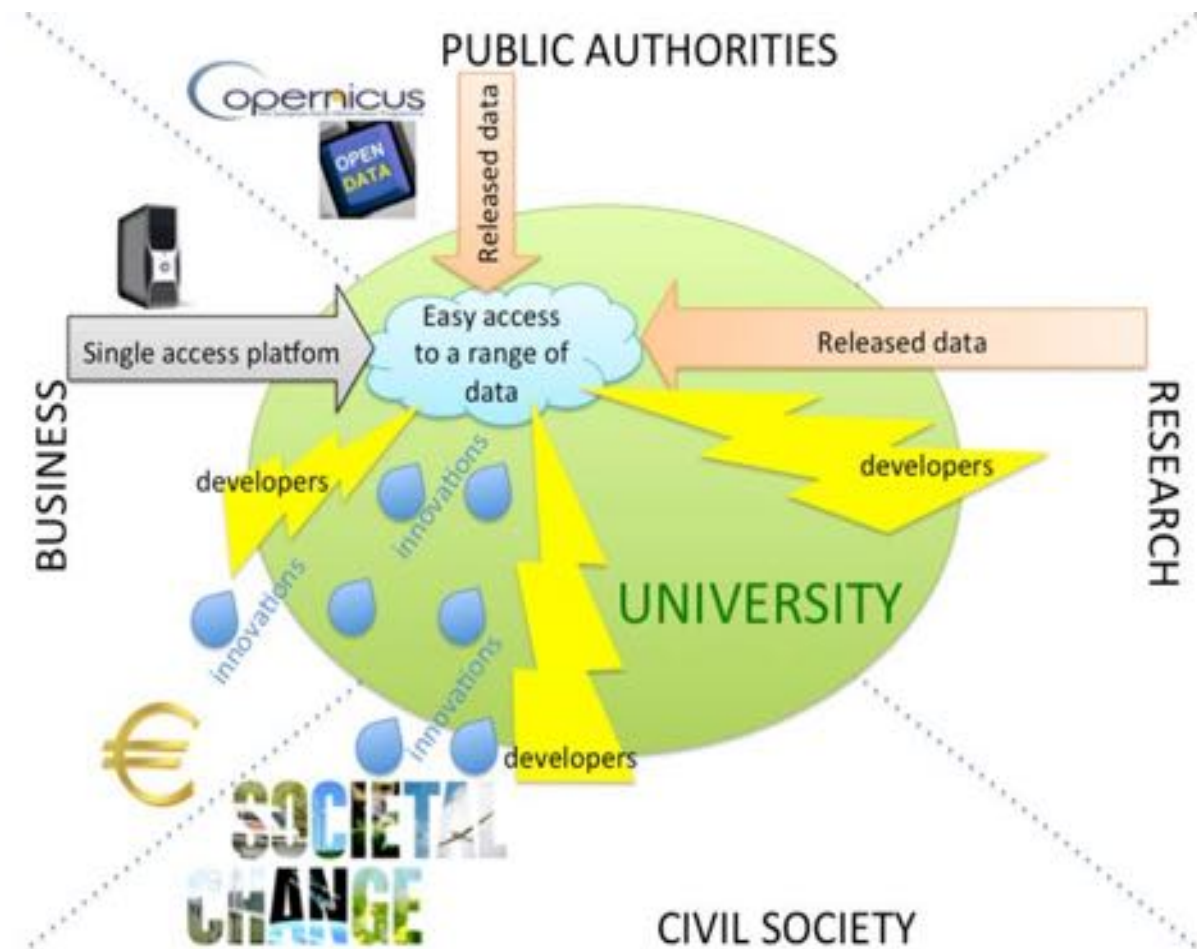 PUBLIC AUTHORITIES
opernicus
OPEN
DATA
Released data
Easy access
to a range of
data
Single access platfom
Released data
BUSINESS
RESEARCH
developers
developers
innovations
UNIVERSITY
innovations
innovations
developers
€
SOCIETAL
CHANGE
CIVIL SOCIETY